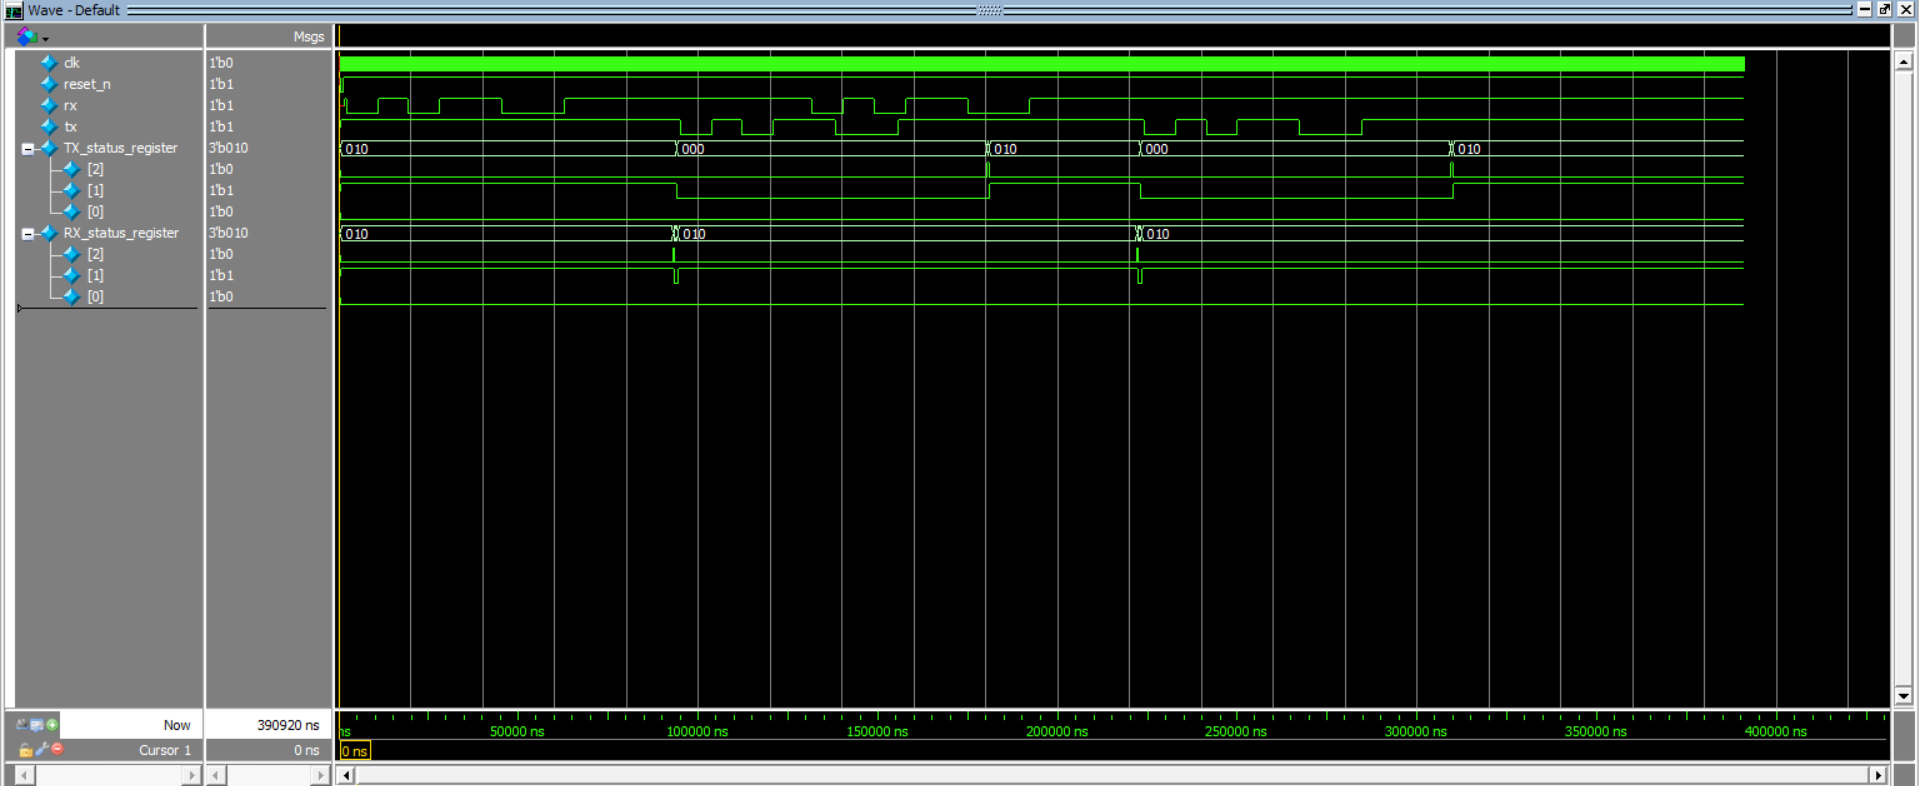 Wave - Default
Msgs
clk 1'b0
reset_n 1'b1
rx 1'b1
tx 1'b1
TX_status_register 3'b010 010 000 010 000 010
[2] 1'b0
[1] 1'b1
[0] 1'b0
RX_status_register 3'b010 010 010 010
[2] 1'b0
[1] 1'b1
[0] 1'b0
Now 390920 ns ns 50000 ns 100000 ns 150000 ns 200000 ns 250000 ns 300000 ns 350000 ns 400000 ns
Cursor 1 0 ns 0 ns